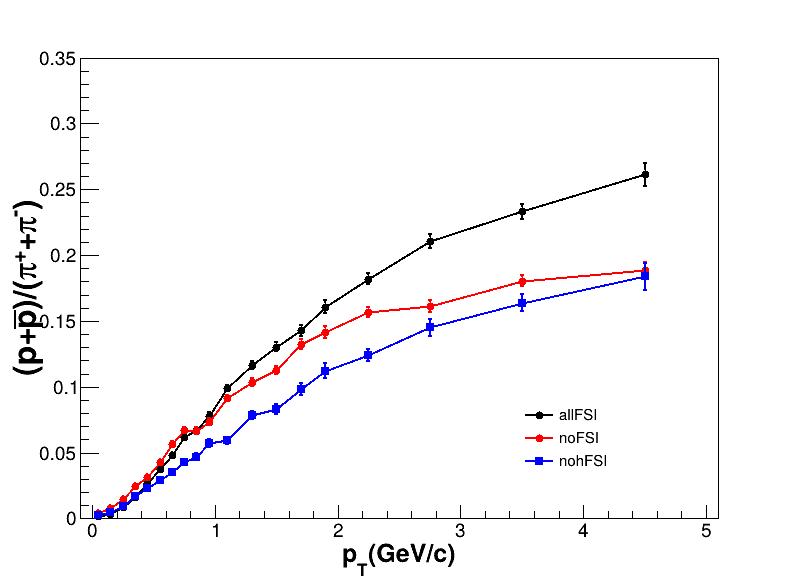 0.35
0.3
0.25
0.2
0.15
0.1
0.05
0
(p+p̅)/(π⁺+π⁻)
allFSI
noFSI
nohFSI
0 1 2 3 4 5
p_T(GeV/c)